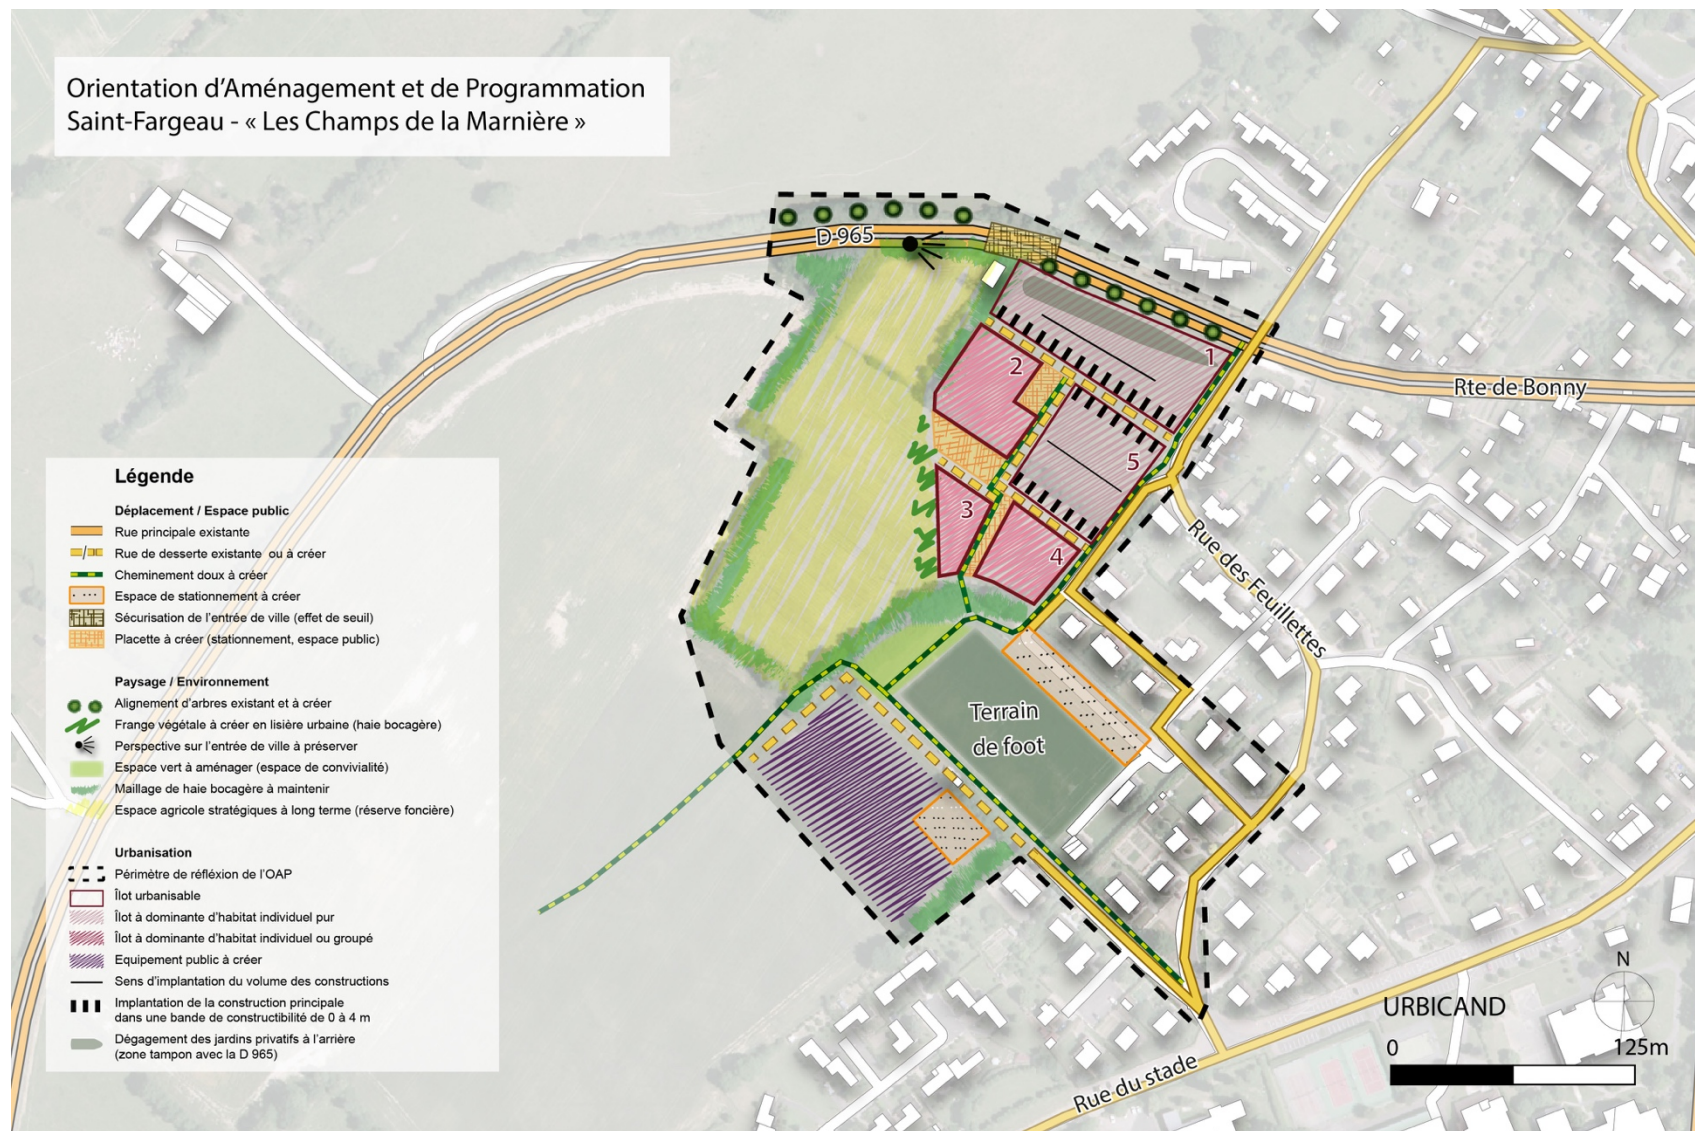 Orientation d'Aménagement et de Programmation
Saint-Fargeau - « Les Champs de la Marnière »
D 965
Rte de Bonny
1
2
3
4
5
Rue des Feuillettes
Terrain
de foot
Rue du stade
Légende
Déplacement / Espace public
Rue principale existante
Rue de desserte existante ou à créer
Cheminement doux à créer
Espace de stationnement à créer
Sécurisation de l'entrée de ville (effet de seuil)
Placette à créer (stationnement, espace public)
Paysage / Environnement
Alignement d'arbres existant et à créer
Frange végétale à créer en lisière urbaine (haie bocagère)
Perspective sur l'entrée de ville à préserver
Espace vert à aménager (espace de convivialité)
Maillage de haie bocagère à maintenir
Espace agricole stratégiques à long terme (réserve foncière)
Urbanisation
Périmètre de réfléxion de l'OAP
Îlot urbanisable
Îlot à dominante d'habitat individuel pur
Îlot à dominante d'habitat individuel ou groupé
Equipement public à créer
Sens d'implantation du volume des constructions
Implantation de la construction principale
dans une bande de constructibilité de 0 à 4 m
Dégagement des jardins privatifs à l'arrière
(zone tampon avec la D 965)
N
URBICAND
0 125m